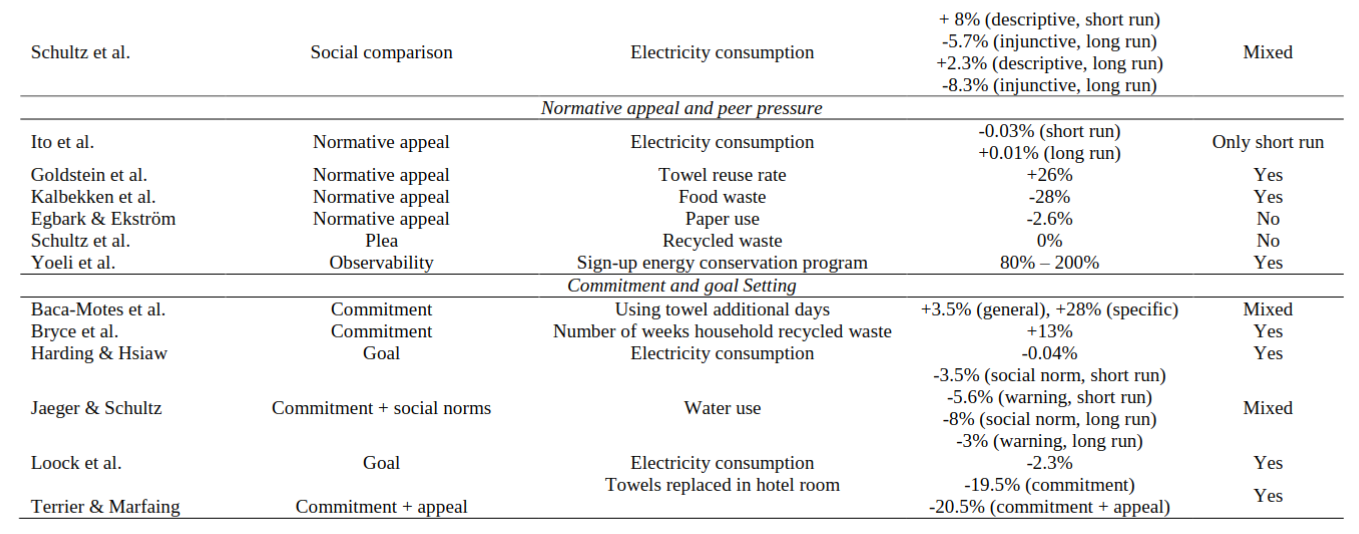 + 8% (descriptive, short run)
Schultz et al. Social comparison Electricity consumption -5.7% (injunctive, long run) Mixed
+2.3% (descriptive, long run)
-8.3% (injunctive, long run)
Normative appeal and peer pressure
Ito et al. Normative appeal Electricity consumption -0.03% (short run) Only short run
+0.01% (long run)
Goldstein et al. Normative appeal Towel reuse rate +26% Yes
Kalbekken et al. Normative appeal Food waste -28% Yes
Egbark & Ekström Normative appeal Paper use -2.6% No
Schultz et al. Plea Recycled waste 0% No
Yoeli et al. Observability Sign-up energy conservation program 80% – 200% Yes
Commitment and goal Setting
Baca-Motes et al. Commitment Using towel additional days +3.5% (general), +28% (specific) Mixed
Bryce et al. Commitment Number of weeks household recycled waste +13% Yes
Harding & Hsiaw Goal Electricity consumption -0.04% Yes
-3.5% (social norm, short run)
-5.6% (warning, short run)
Jaeger & Schultz Commitment + social norms Water use -8% (social norm, long run) Mixed
-3% (warning, long run)
Loock et al. Goal Electricity consumption -2.3% Yes
Towels replaced in hotel room -19.5% (commitment) Yes
Terrier & Marfaing Commitment + appeal -20.5% (commitment + appeal)